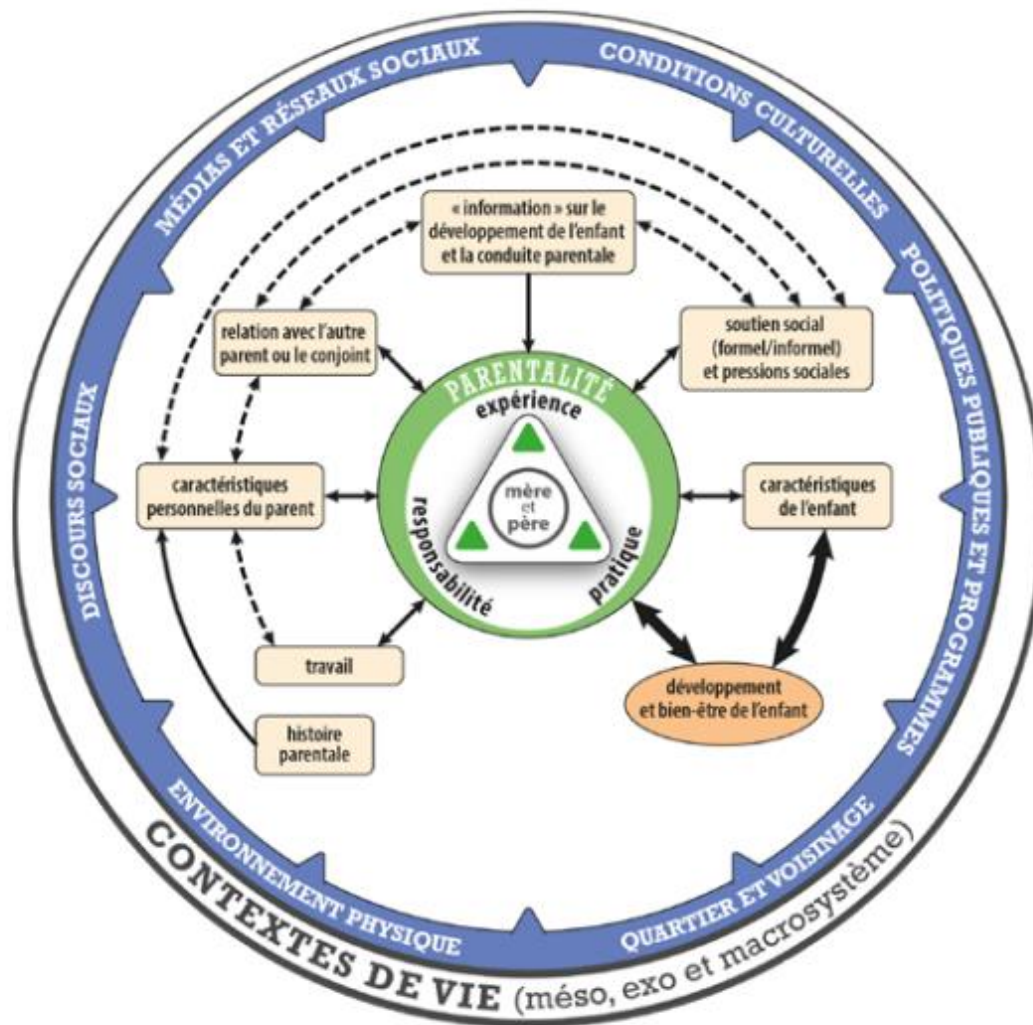 MÉDIAS ET RÉSEAUX SOCIAUX
CONDITIONS CULTURELLES
POLITIQUES PUBLIQUES ET PROGRAMMES
DISCOURS SOCIAUX
« information » sur le
développement de l'enfant
et la conduite parentale
relation avec l'autre
parent ou le conjoint
soutien social
(formel/informel)
et pressions sociales
PARENTALITÉ
expérience
mère
et
père
responsabilité
pratique
caractéristiques
personnelles du parent
caractéristiques
de l'enfant
travail
histoire
parentale
développement
et bien-être de l'enfant
ENVIRONNEMENT PHYSIQUE
QUARTIER ET VOISINAGE
CONTEXTES DE VIE (méso, exo et macrosystème)